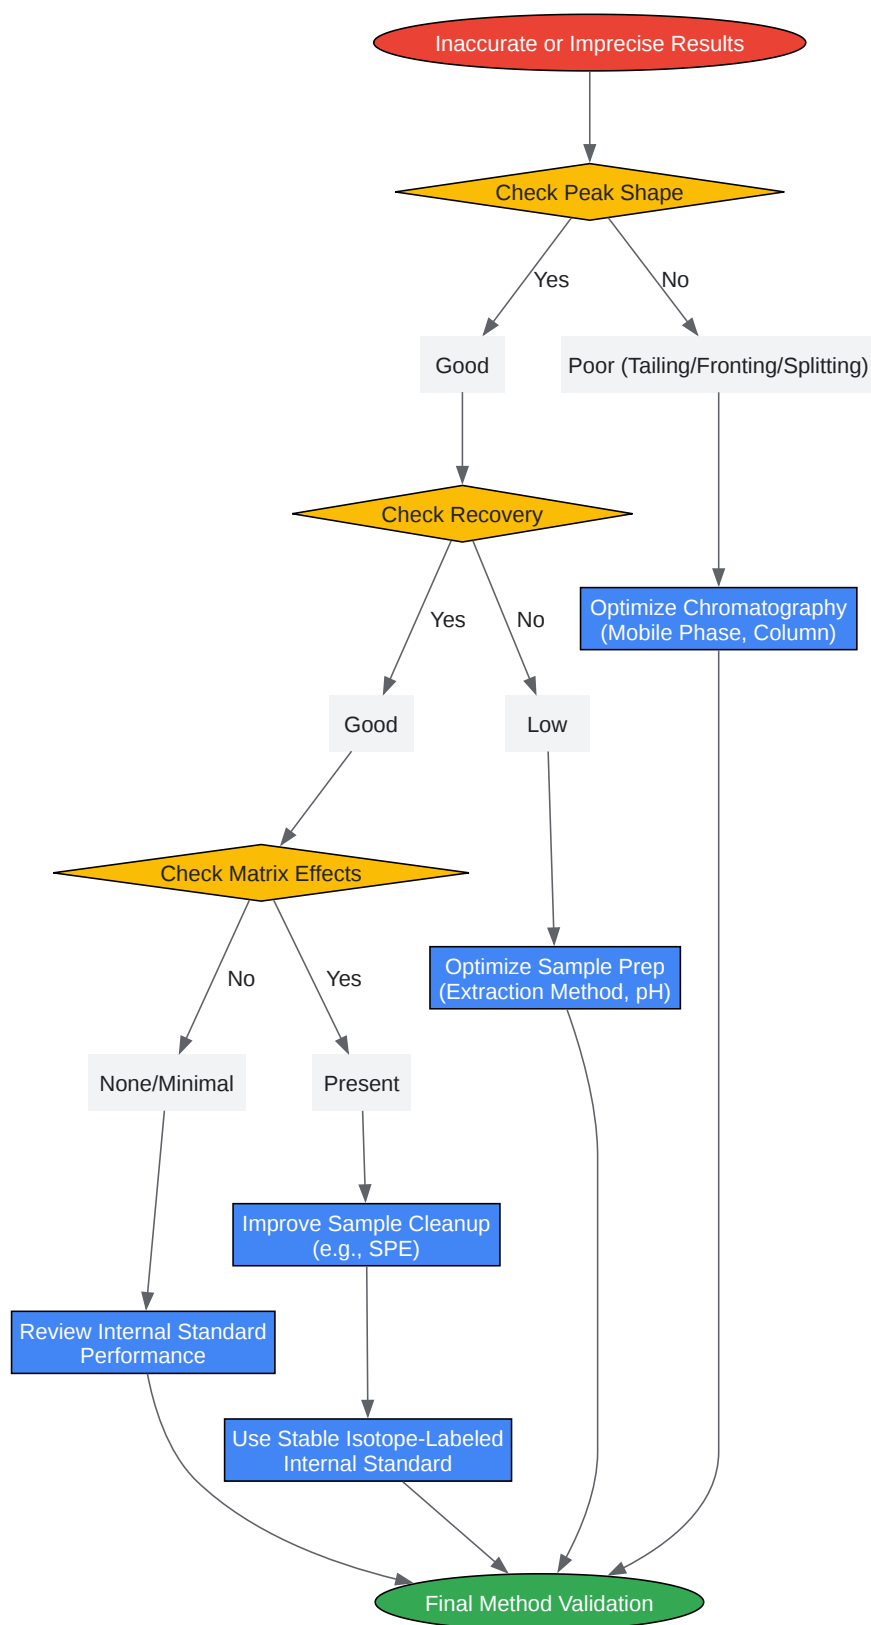 Inaccurate or Imprecise Results
Check Peak Shape
Yes
No
Good
Poor (Tailing/Fronting/Splitting)
Check Recovery
Optimize Chromatography
(Mobile Phase, Column)
Yes
No
Good
Low
Check Matrix Effects
Optimize Sample Prep
(Extraction Method, pH)
No
Yes
None/Minimal
Present
Improve Sample Cleanup
(e.g., SPE)
Review Internal Standard
Performance
Use Stable Isotope-Labeled
Internal Standard
Final Method Validation